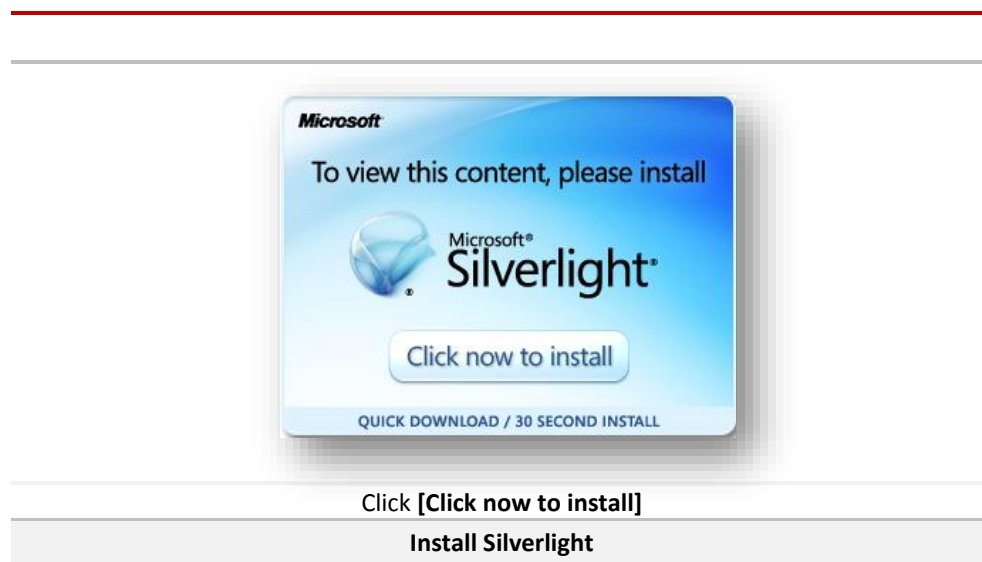 Microsoft
To view this content, please install
Microsoft®
Silverlight®
®
Click now to install
QUICK DOWNLOAD / 30 SECOND INSTALL
Click [Click now to install]
Install Silverlight